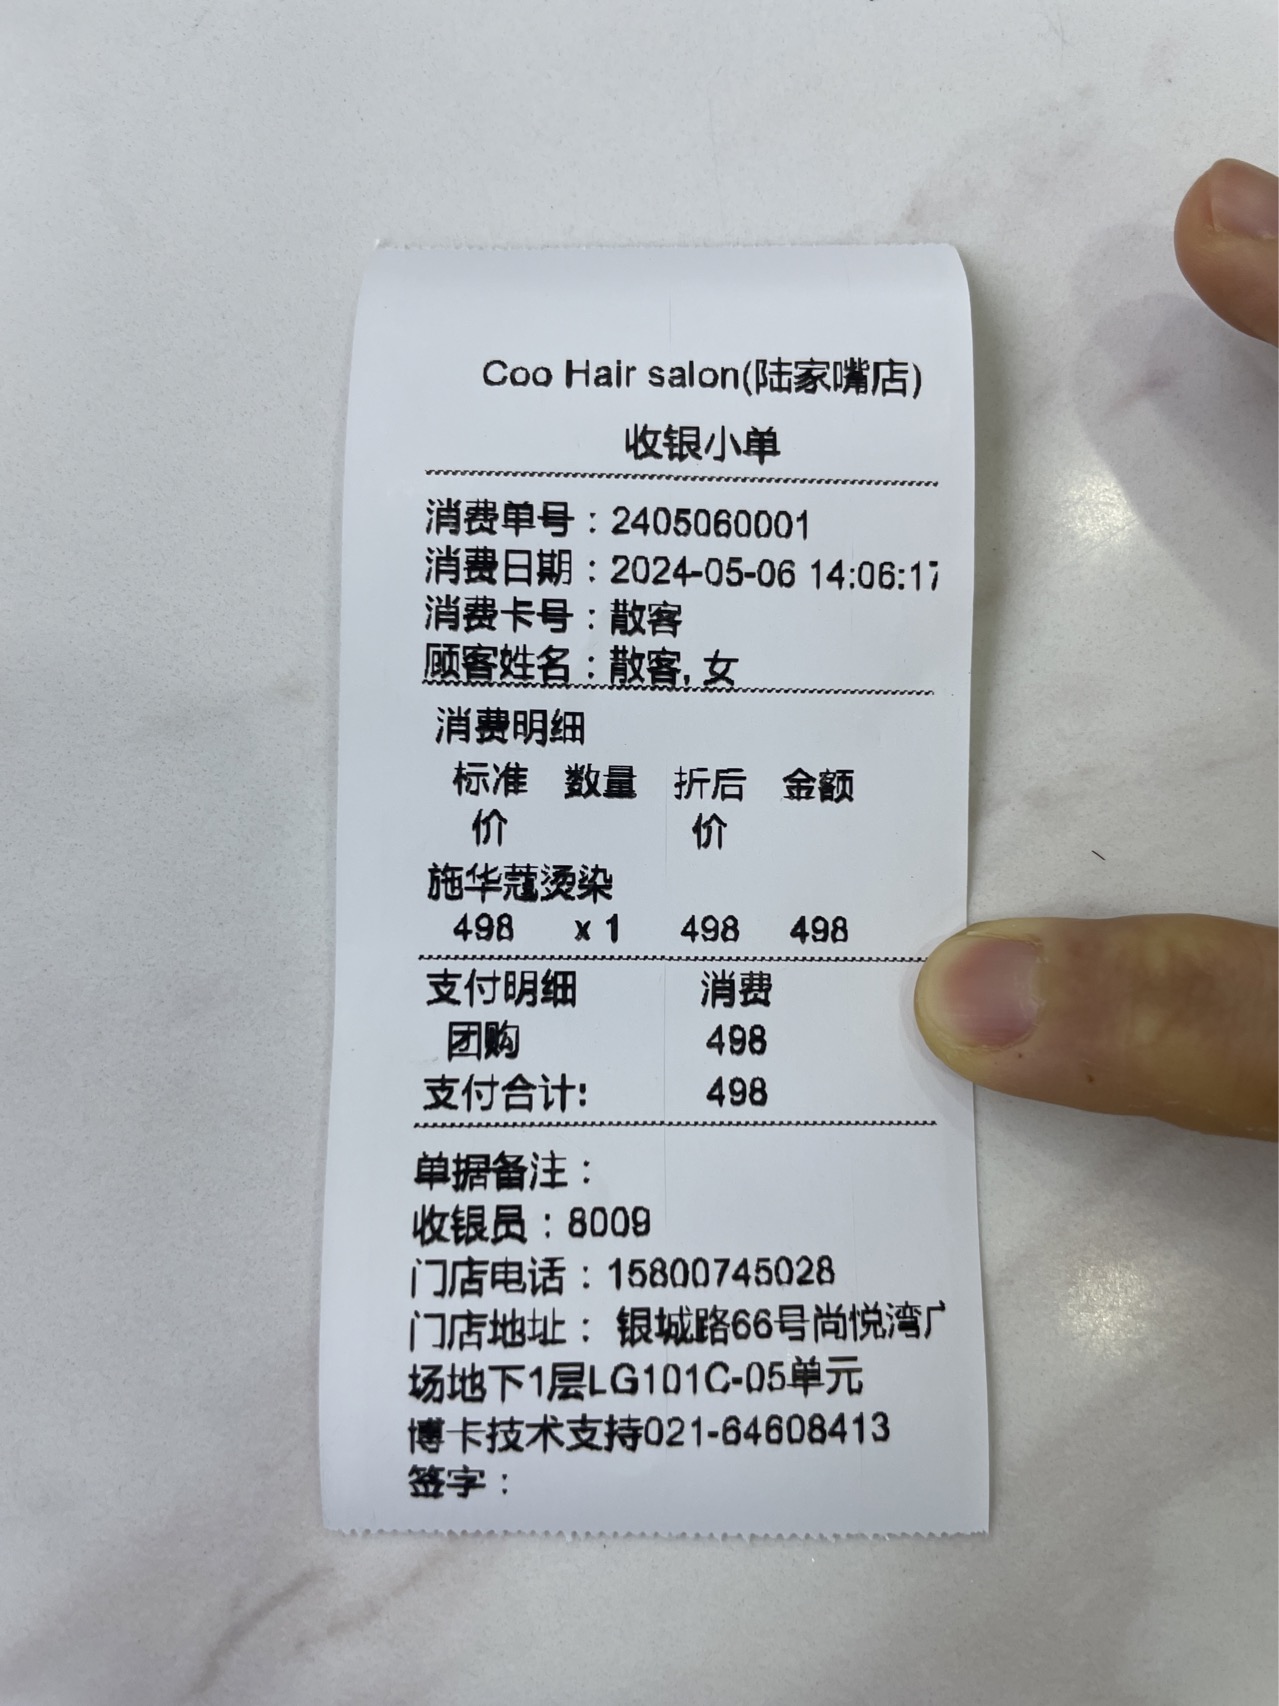 Coo Hair salon(陆家嘴店)
收银小单
消费单号：2405060001
消费日期：2024-05-06 14:06:17
消费卡号：散客
顾客姓名：散客, 女
消费明细
标准 数量 折后 金额
价 价
施华蔻烫染
498 x 1 498 498
支付明细 消费
团购 498
支付合计: 498
单据备注：
收银员：8009
门店电话：15800745028
门店地址： 银城路66号尚悦湾广
场地下1层LG101C-05单元
博卡技术支持021-64608413
签字：